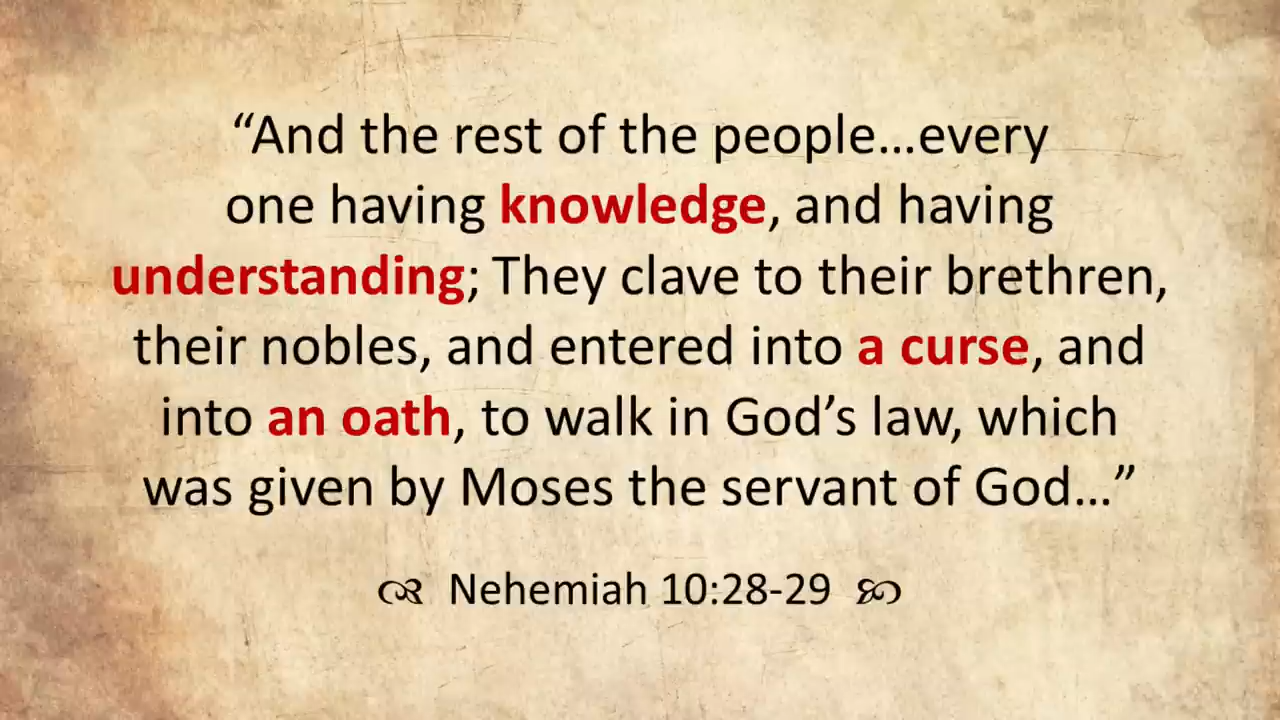 “And the rest of the people…every
one having knowledge, and having
understanding; They clave to their brethren,
their nobles, and entered into a curse, and
into an oath, to walk in God’s law, which
was given by Moses the servant of God…”
Nehemiah 10:28-29